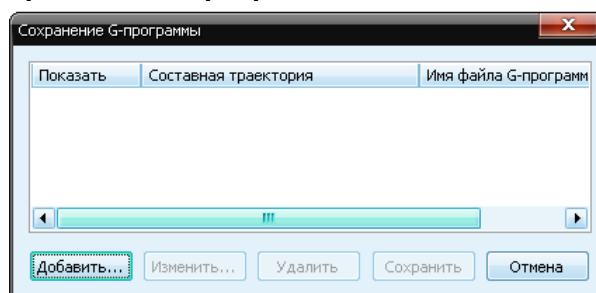 Сохранение G-программы
Показать Составная траектория Имя файла G-программ
Добавить... Изменить... Удалить Сохранить Отмена